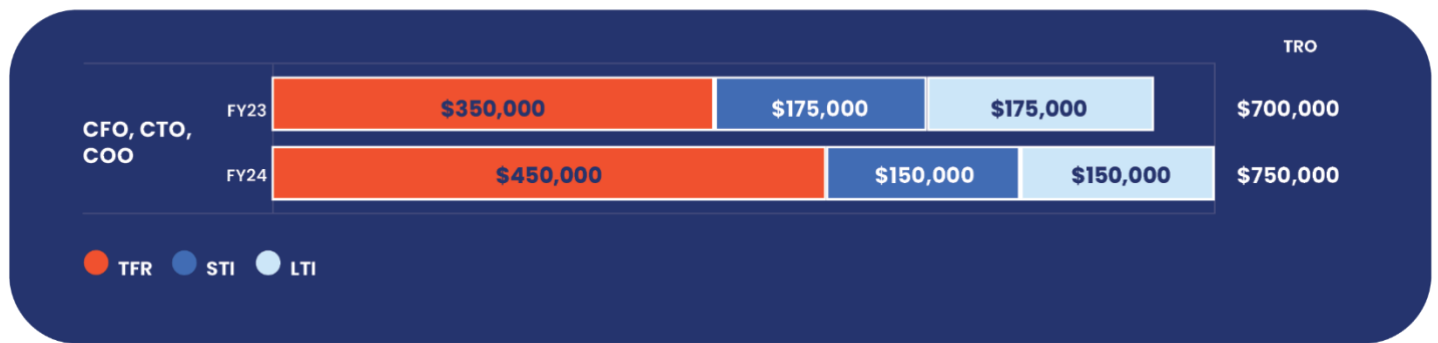 TRO
FY23 $350,000 $175,000 $175,000 $700,000
CFO, CTO,
COO
FY24 $450,000 $150,000 $150,000 $750,000
TFR STI LTI